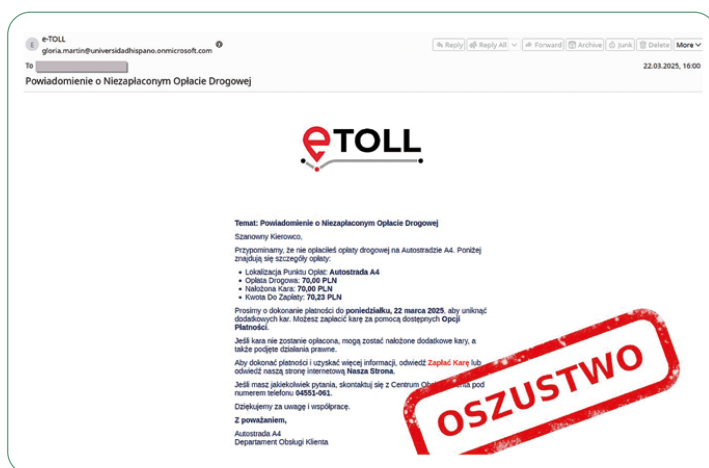 e-TOLL
E
gloria.martin@universidadhispano.onmicrosoft.com
Reply Reply All Forward Archive Junk Delete More
To
22.03.2025, 16:00
Powiadomienie o Niezapłaconym Opłacie Drogowej
eTOLL
Temat: Powiadomienie o Niezapłaconym Opłacie Drogowej
Szanowny Kierowco,
Przypominamy, że nie opłaciłeś opłaty drogowej na Autostradzie A4. Poniżej
znajdują się szczegóły opłaty:
• Lokalizacja Punktu Opłat: Autostrada A4
• Opłata Drogowa: 70,00 PLN
• Nałożona Kara: 70,00 PLN
• Kwota Do Zapłaty: 70,23 PLN
Prosimy o dokonanie płatności do poniedziałku, 22 marca 2025, aby uniknąć
dodatkowych kar. Możesz zapłacić karę za pomocą dostępnych Opcji
Płatności.
Jeśli kara nie zostanie opłacona, mogą zostać nałożone dodatkowe kary, a
także podjęte działania prawne.
Aby dokonać płatności i uzyskać więcej informacji, odwiedź Zapłać Karę lub
odwiedź naszą stronę internetową Nasza Strona.
Jeśli masz jakiekolwiek pytania, skontaktuj się z Centrum pod
numerem telefonu 04551-061.
Dziękujemy za uwagę i współpracę.
Z poważaniem,
Autostrada A4
Departament Obsługi Klienta
OSZUSTWO